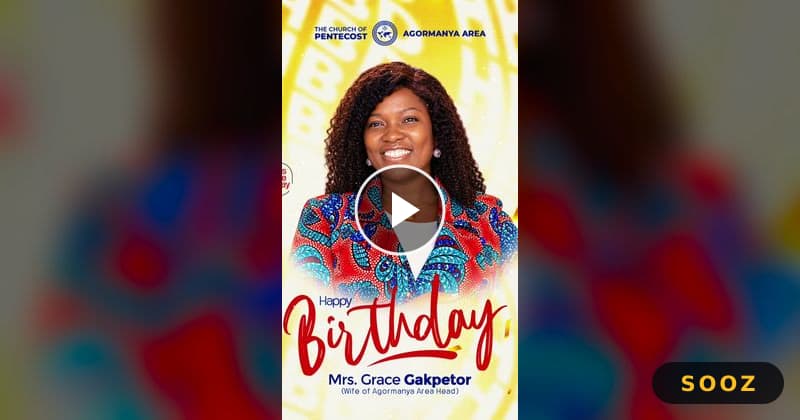 THE CHURCH OF
PENTECOST
AGORMANYA AREA
Happy
Birthday
Mrs. Grace Gakpetor
(Wife of Agormanya Area Head)
SOOZ